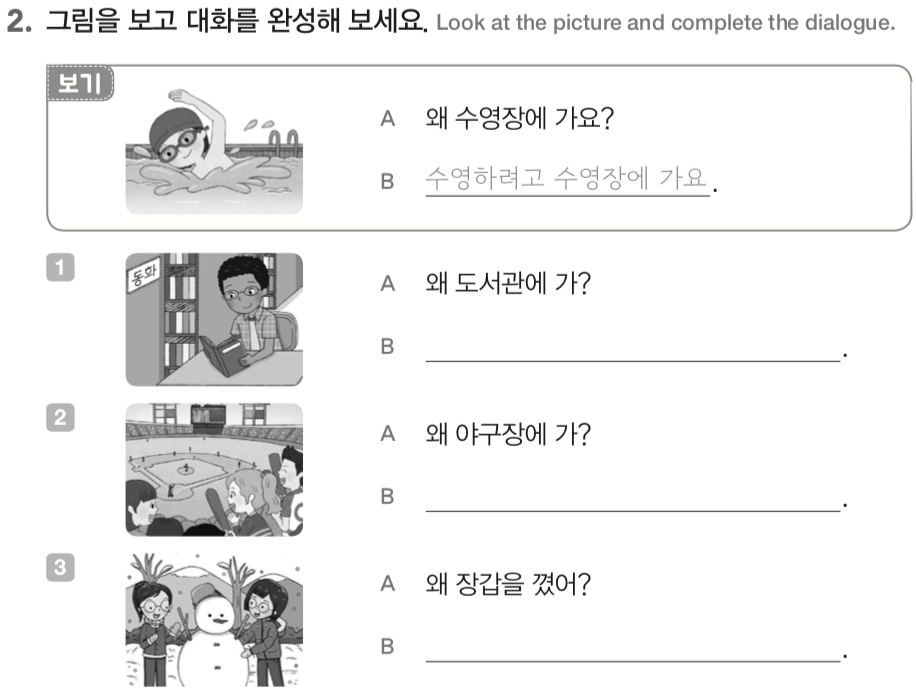 2. 그림을 보고 대화를 완성해 보세요. Look at the picture and complete the dialogue.
보기
A 왜 수영장에 가요?
B 수영하려고 수영장에 가요.
1
동화
A 왜 도서관에 가?
B .
2
A 왜 야구장에 가?
B .
3
A 왜 장갑을 꼈어?
B .